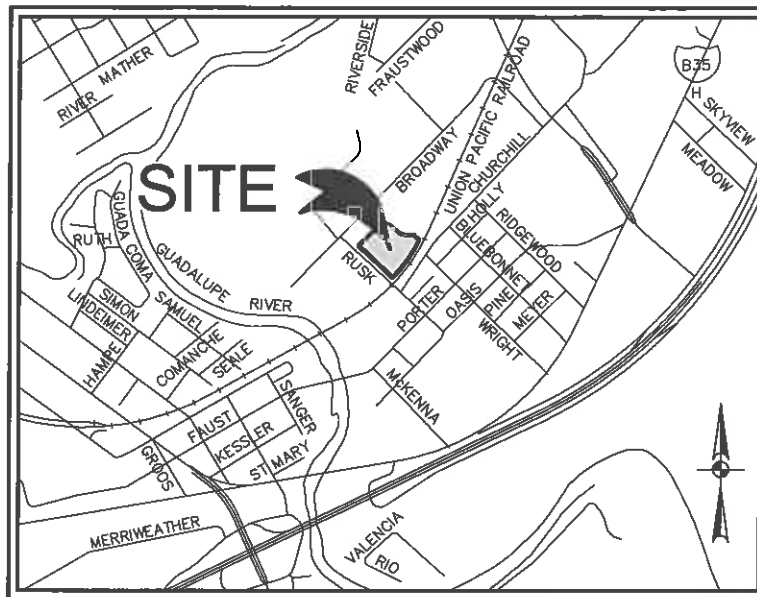 RIVERSIDE
FRAUSTWOOD
MATHER
RIVER
B35
H SKYVIEW
MEADOW
BROADWAY
UNION PACIFIC RAILROAD
CHURCHILL
SITE
HOLLY
RIDGEWOOD
BLUEBONNET
GUADA COMA
RUTH
GUADALUPE RIVER
RUSK
PORTER
OASIS
PINE
MEYER
WRIGHT
SIMON
LINDEIMER
SAMUEL
COMANCHE
SEALE
HAMPE
SANGER
McKENNA
FAUST
KESSLER
ST MARY
GROOS
MERRIWEATHER
VALENCIA
RIO